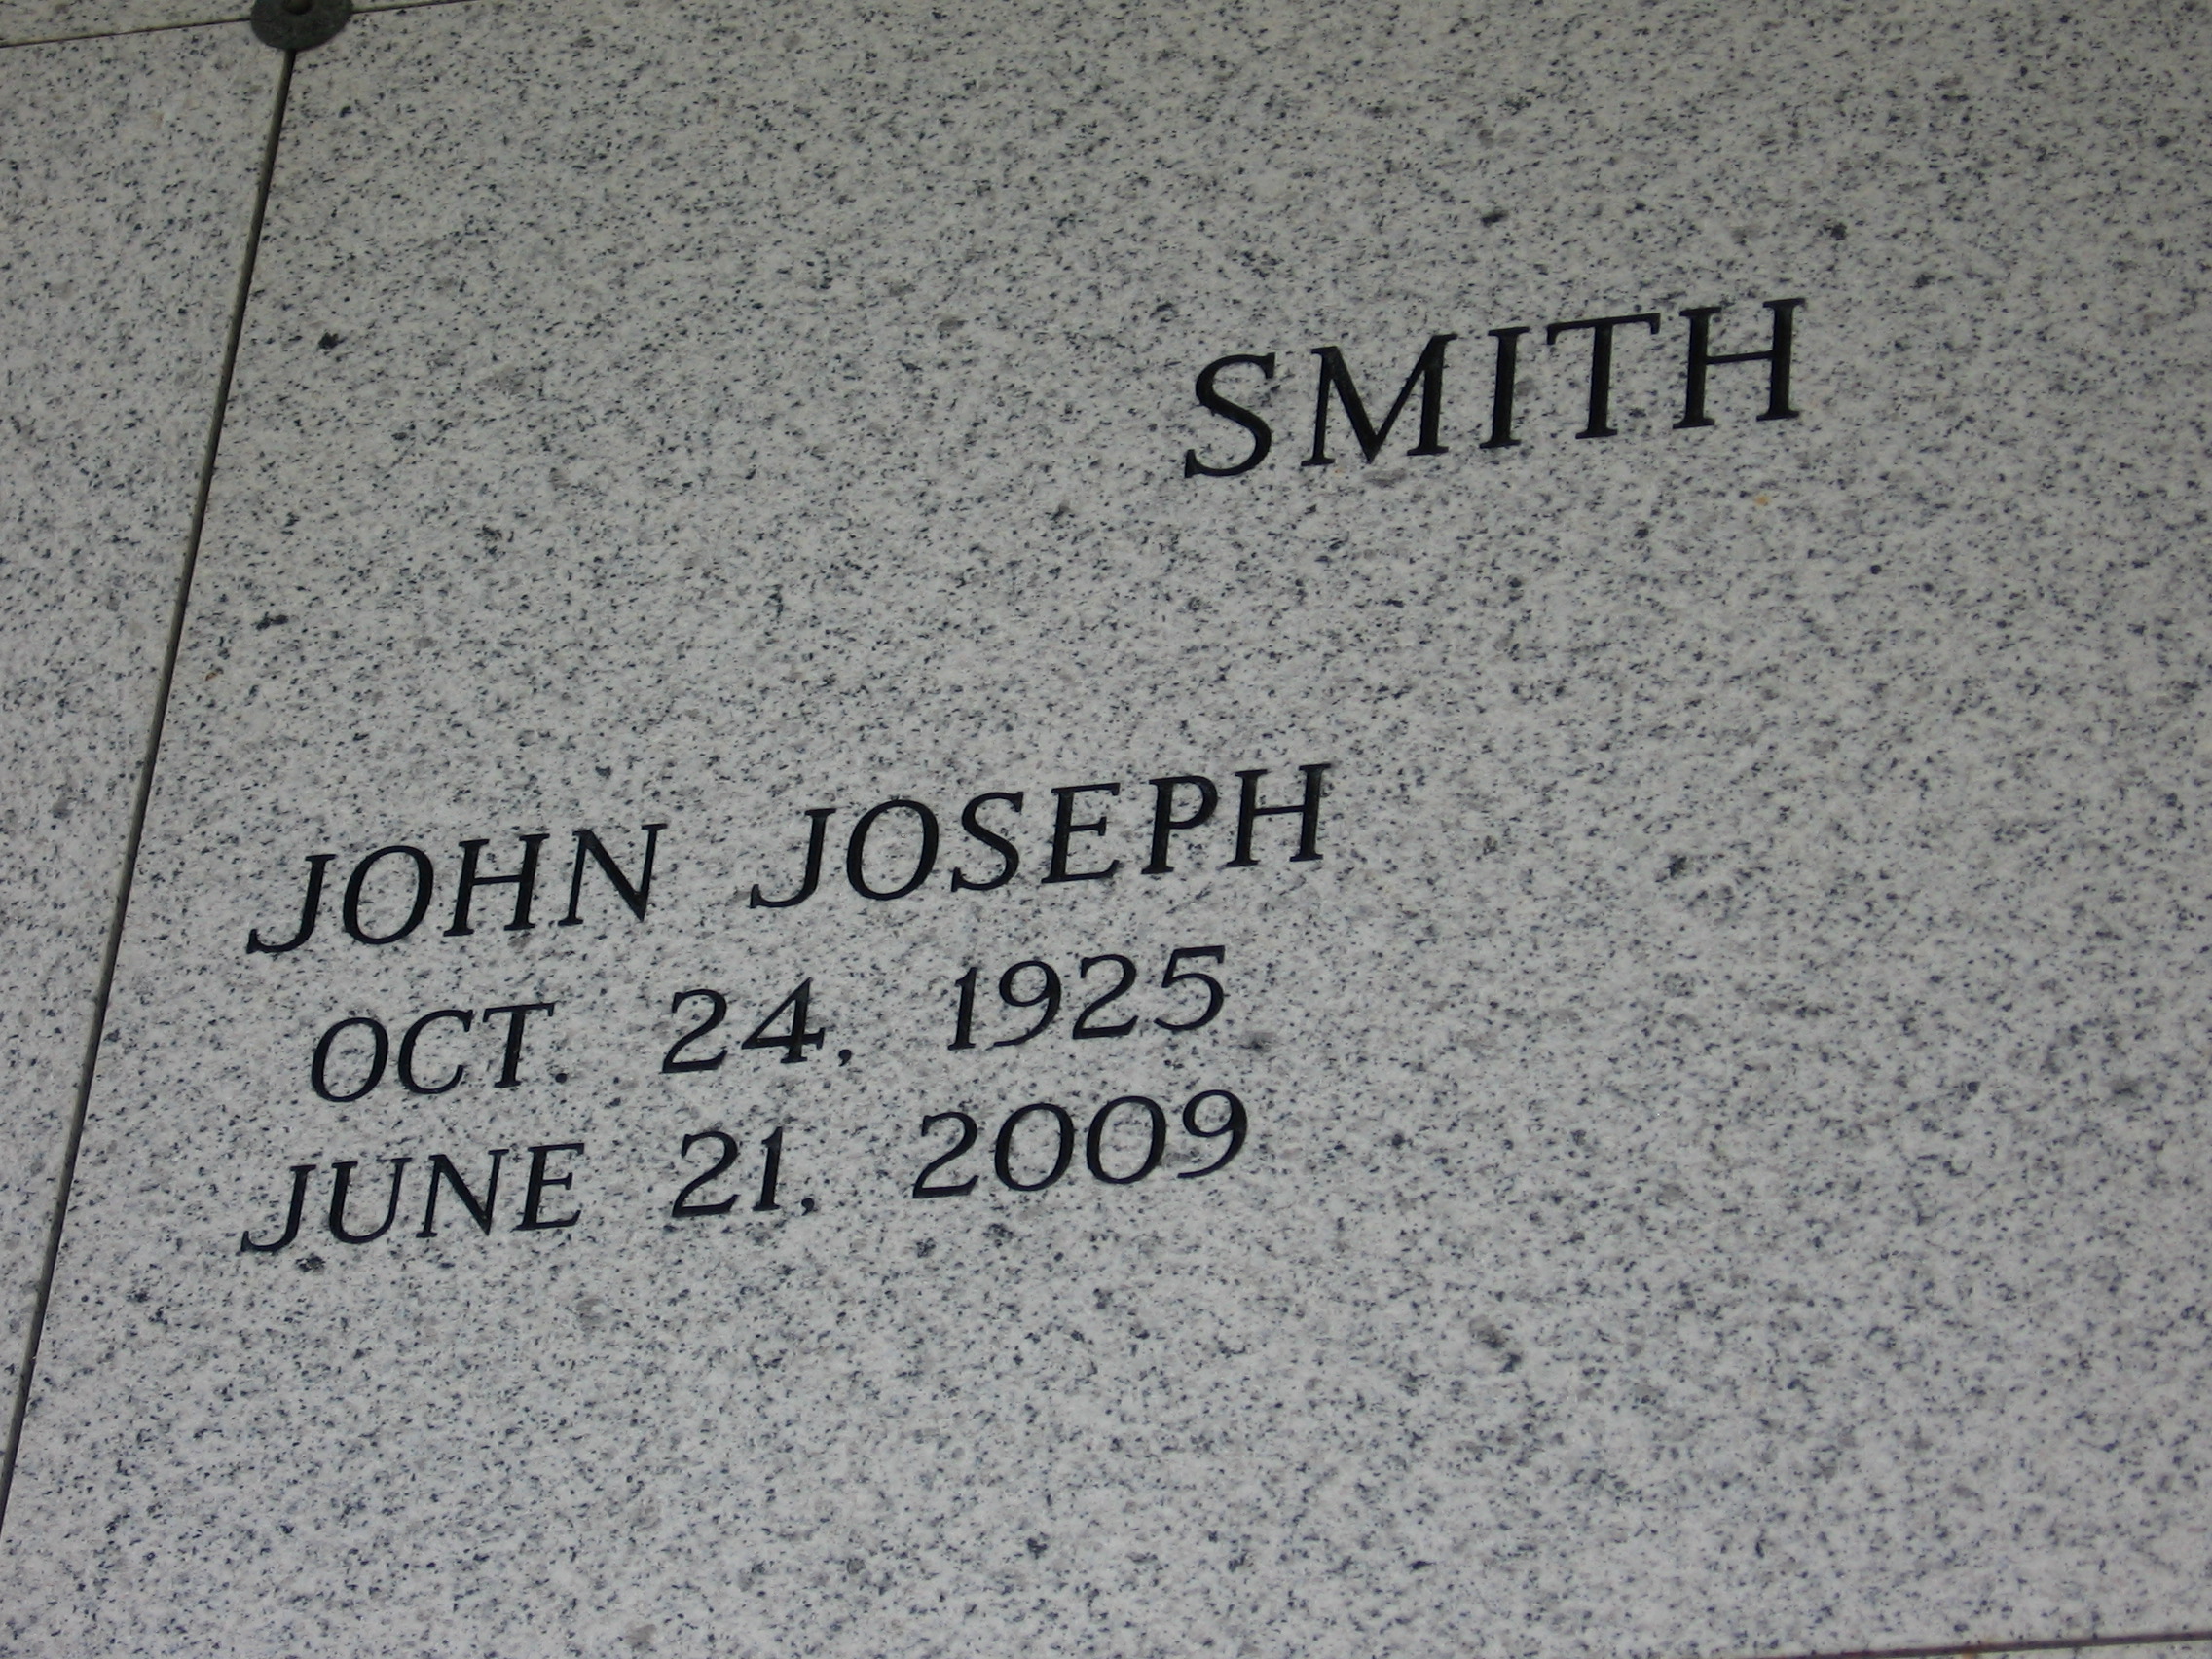 SMITH
JOHN JOSEPH
OCT. 24, 1925
JUNE 21, 2009